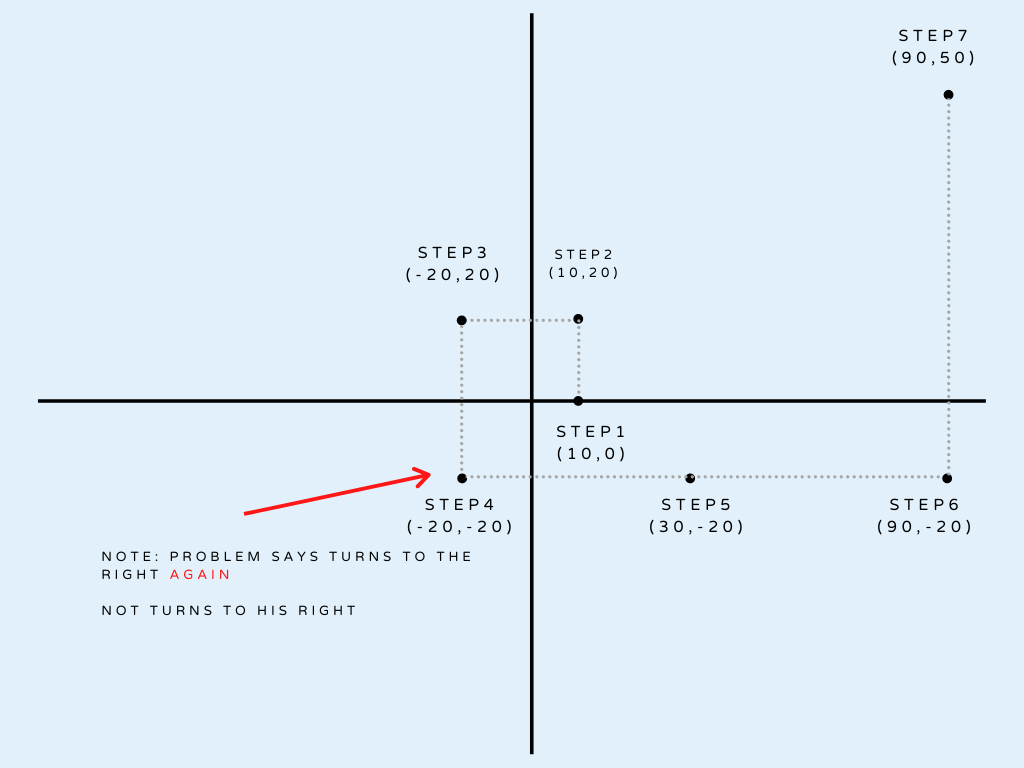 STEP7
(90,50)
STEP3
(-20,20)
STEP2
(10,20)
STEP1
(10,0)
STEP4
(-20,-20)
STEP5
(30,-20)
STEP6
(90,-20)
NOTE: PROBLEM SAYS TURNS TO THE
RIGHT AGAIN
NOT TURNS TO HIS RIGHT